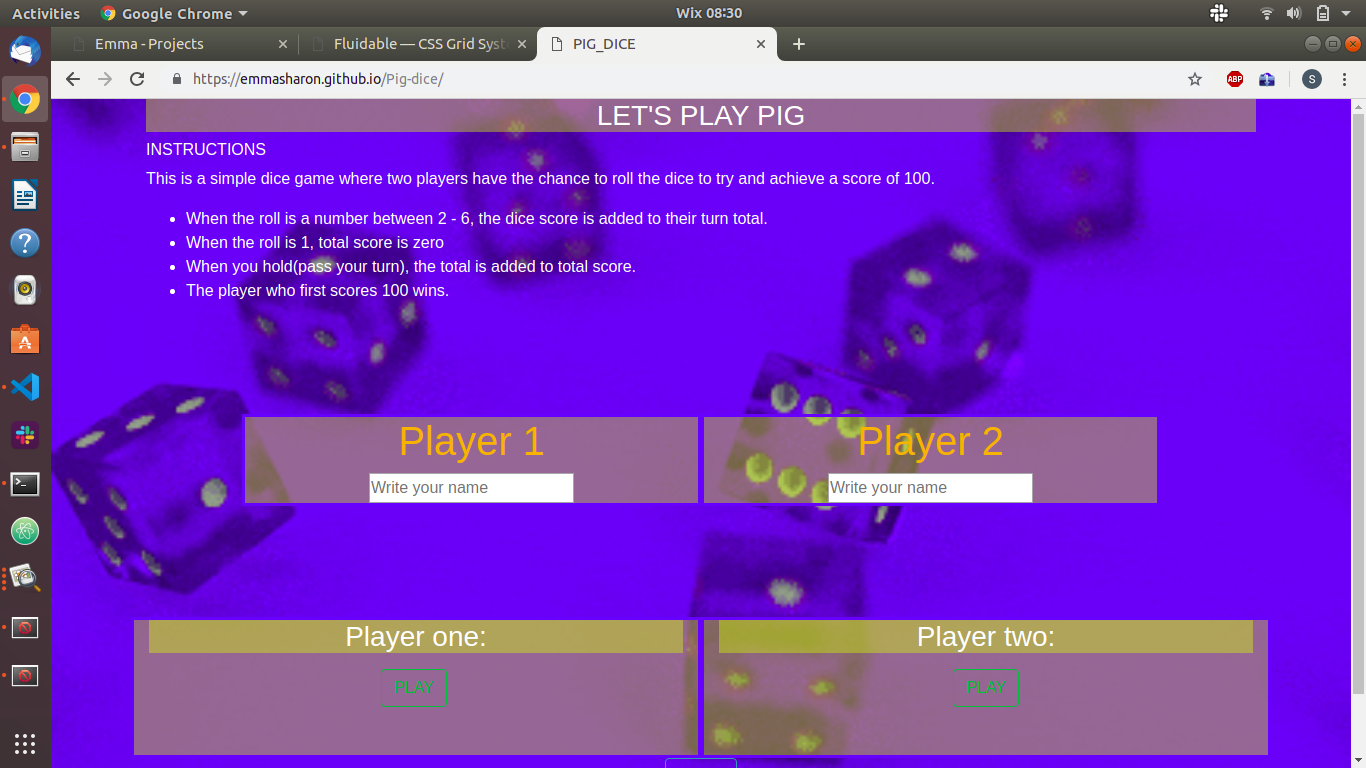 Activities
Google Chrome
Wix 08:30
Emma - Projects
Fluidable — CSS Grid Syst
PIG_DICE
https://emmasharon.github.io/Pig-dice/
ABP
S
LET'S PLAY PIG
INSTRUCTIONS
This is a simple dice game where two players have the chance to roll the dice to try and achieve a score of 100.
When the roll is a number between 2 - 6, the dice score is added to their turn total.
When the roll is 1, total score is zero
When you hold(pass your turn), the total is added to total score.
The player who first scores 100 wins.
Player 1
Player 2
Write your name
Write your name
Player one:
Player two:
PLAY
PLAY